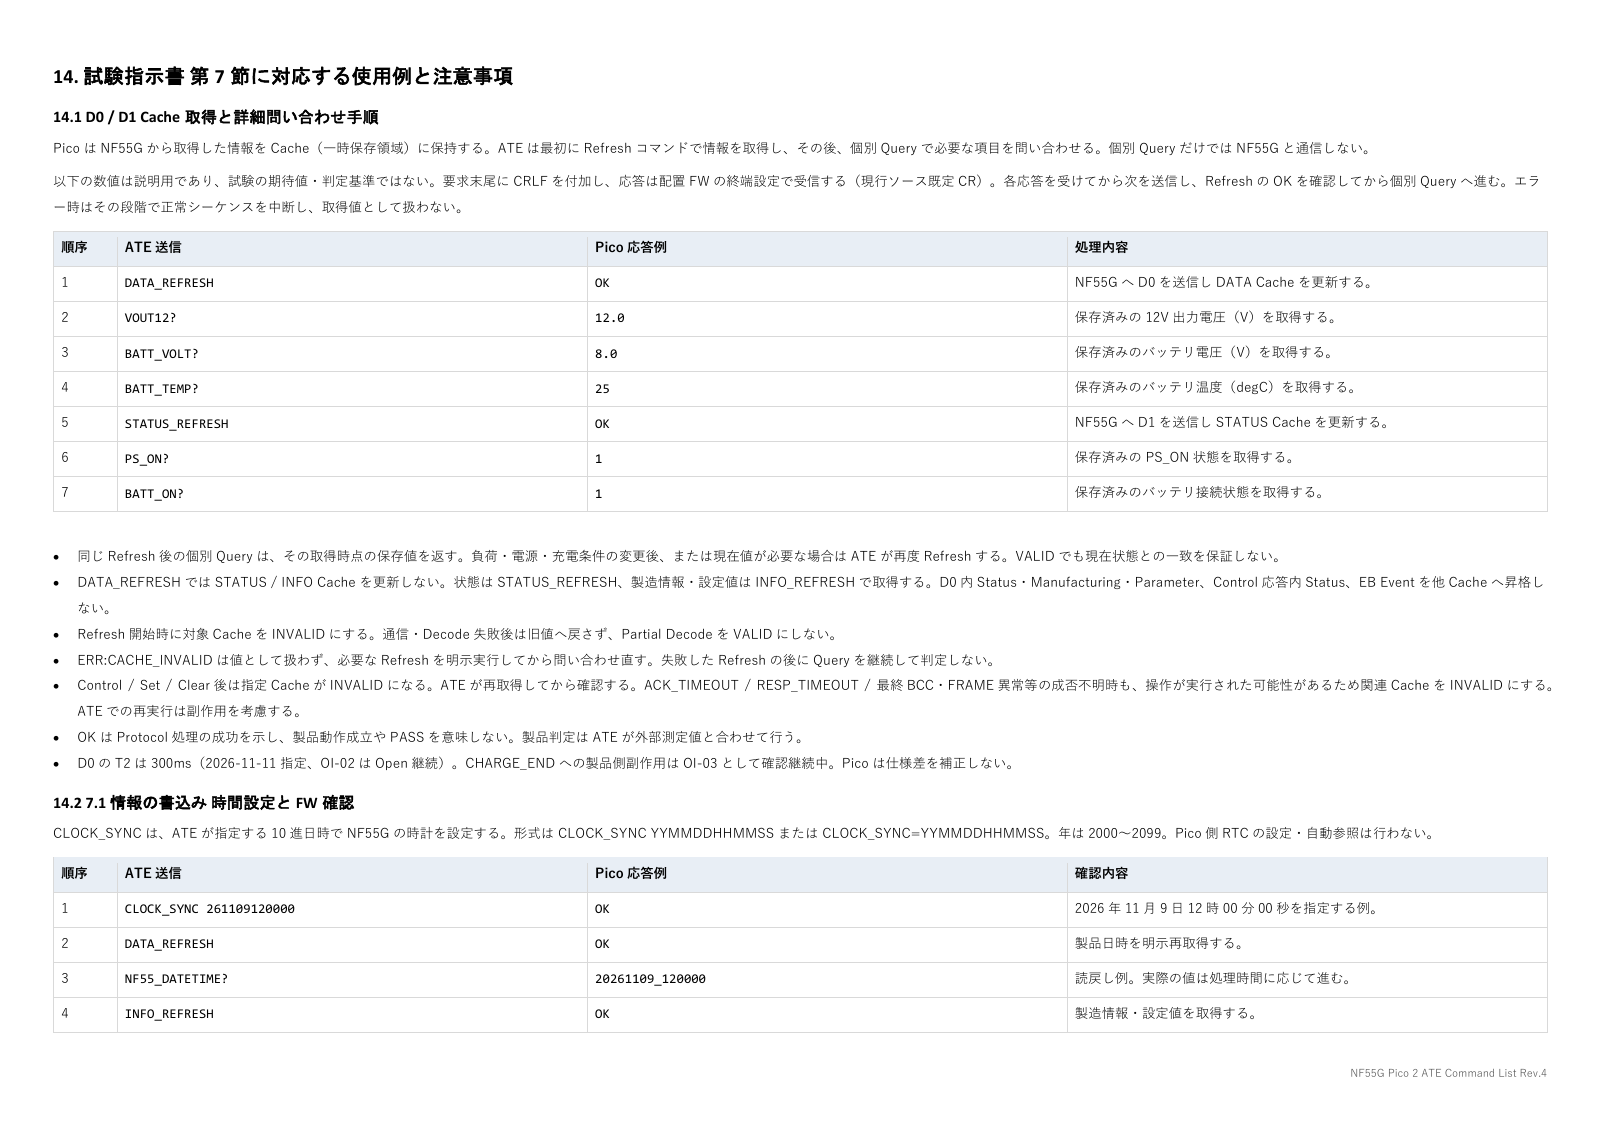 14. 試験指示書 第 7 節に対応する使用例と注意事項
14.1 D0 / D1 Cache 取得と詳細問い合わせ手順
Pico は NF55G から取得した情報を Cache（一時保存領域）に保持する。ATE は最初に Refresh コマンドで情報を取得し、その後、個別 Query で必要な項目を問い合わせる。個別 Query だけでは NF55G と通信しない。
以下の数値は説明用であり、試験の期待値・判定基準ではない。要求末尾に CRLF を付加し、応答は配置 FW の終端設定で受信する（現行ソース既定 CR）。各応答を受けてから次を送信し、Refresh の OK を確認してから個別 Query へ進む。エラ
ー時はその段階で正常シーケンスを中断し、取得値として扱わない。
順序 ATE 送信 Pico 応答例 処理内容
1 DATA_REFRESH OK NF55G へ D0 を送信し DATA Cache を更新する。
2 VOUT12? 12.0 保存済みの 12V 出力電圧（V）を取得する。
3 BATT_VOLT? 8.0 保存済みのバッテリ電圧（V）を取得する。
4 BATT_TEMP? 25 保存済みのバッテリ温度（degC）を取得する。
5 STATUS_REFRESH OK NF55G へ D1 を送信し STATUS Cache を更新する。
6 PS_ON? 1 保存済みの PS_ON 状態を取得する。
7 BATT_ON? 1 保存済みのバッテリ接続状態を取得する。
• 同じ Refresh 後の個別 Query は、その取得時点の保存値を返す。負荷・電源・充電条件の変更後、または現在値が必要な場合は ATE が再度 Refresh する。VALID でも現在状態との一致を保証しない。
• DATA_REFRESH では STATUS / INFO Cache を更新しない。状態は STATUS_REFRESH、製造情報・設定値は INFO_REFRESH で取得する。D0 内 Status・Manufacturing・Parameter、Control 応答内 Status、EB Event を他 Cache へ昇格し
ない。
• Refresh 開始時に対象 Cache を INVALID にする。通信・Decode 失敗後は旧値へ戻さず、Partial Decode を VALID にしない。
• ERR:CACHE_INVALID は値として扱わず、必要な Refresh を明示実行してから問い合わせ直す。失敗した Refresh の後に Query を継続して判定しない。
• Control / Set / Clear 後は指定 Cache が INVALID になる。ATE が再取得してから確認する。ACK_TIMEOUT / RESP_TIMEOUT / 最終 BCC・FRAME 異常等の成否不明時も、操作が実行された可能性があるため関連 Cache を INVALID にする。
ATE での再実行は副作用を考慮する。
• OK は Protocol 処理の成功を示し、製品動作成立や PASS を意味しない。製品判定は ATE が外部測定値と合わせて行う。
• D0 の T2 は 300ms（2026-11-11 指定、OI-02 は Open 継続）。CHARGE_END への製品側副作用は OI-03 として確認継続中。Pico は仕様差を補正しない。
14.2 7.1 情報の書込み 時間設定と FW 確認
CLOCK_SYNC は、ATE が指定する 10 進日時で NF55G の時計を設定する。形式は CLOCK_SYNC YYMMDDHHMMSS または CLOCK_SYNC=YYMMDDHHMMSS。年は 2000～2099。Pico 側 RTC の設定・自動参照は行わない。
順序 ATE 送信 Pico 応答例 確認内容
1 CLOCK_SYNC 261109120000 OK 2026 年 11 月 9 日 12 時 00 分 00 秒を指定する例。
2 DATA_REFRESH OK 製品日時を明示再取得する。
3 NF55_DATETIME? 20261109_120000 読戻し例。実際の値は処理時間に応じて進む。
4 INFO_REFRESH OK 製造情報・設定値を取得する。
NF55G Pico 2 ATE Command List Rev.4